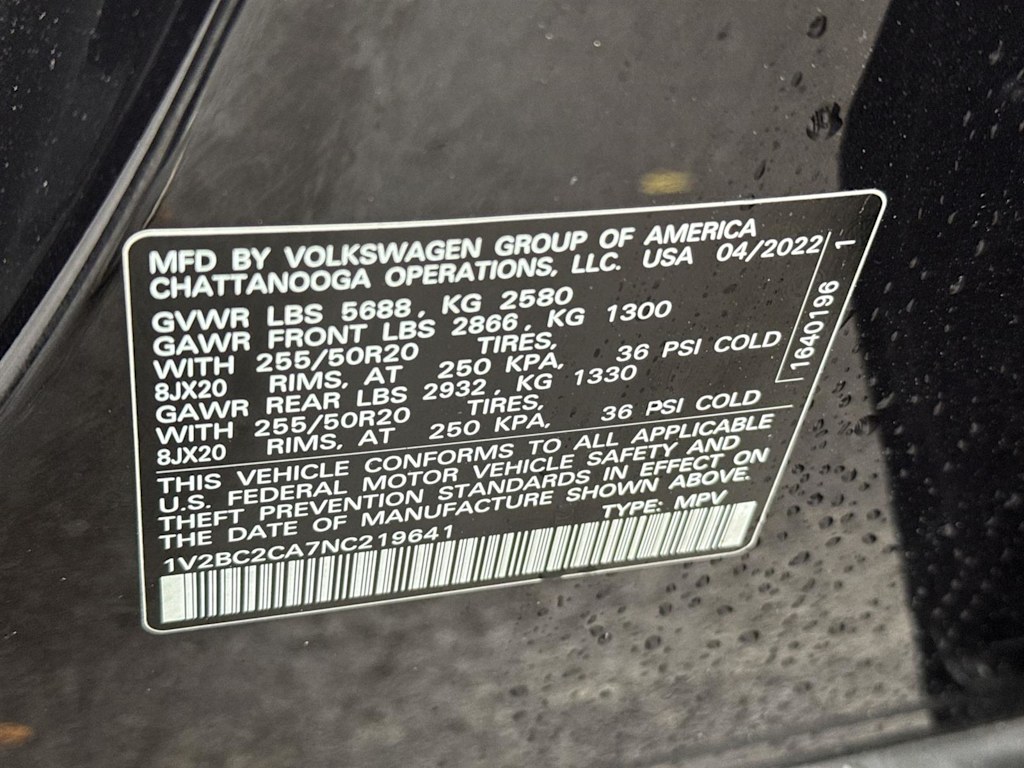 MFD BY VOLKSWAGEN GROUP OF AMERICA
CHATTANOOGA OPERATIONS, LLC. USA 04/2022
GVWR LBS 5688, KG 2580
GAWR FRONT LBS 2866, KG 1300
WITH 255/50R20 TIRES,
8JX20 RIMS, AT 250 KPA, 36 PSI COLD
GAWR REAR LBS 2932, KG 1330
WITH 255/50R20 TIRES,
8JX20 RIMS, AT 250 KPA, 36 PSI COLD
THIS VEHICLE CONFORMS TO ALL APPLICABLE
U.S. FEDERAL MOTOR VEHICLE SAFETY AND
THEFT PREVENTION STANDARDS IN EFFECT ON
THE DATE OF MANUFACTURE SHOWN ABOVE.
1V2BC2CA7NC219641 TYPE: MPV
1640196 1